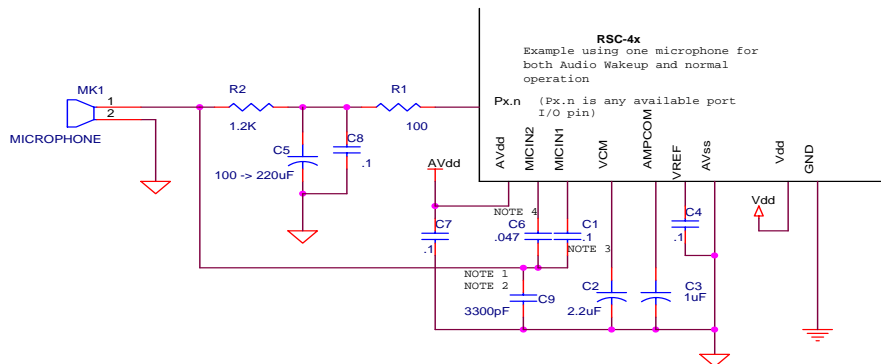 RSC-4x
Example using one microphone for
both Audio Wakeup and normal
operation
Px.n (Px.n is any available port
I/O pin)
MK1
1
2
MICROPHONE
R2
1.2K
R1
100
C5
100 -> 220uF
C8
.1
AVdd
AVdd
MICIN2
MICIN1
VCM
AMPCOM
VREF
AVss
Vdd
GND
Vdd
NOTE 4
C7
.1
C6
.047
C1
.1
NOTE 3
C4
.1
NOTE 1
NOTE 2
C9
3300pF
C2
2.2uF
C3
1uF